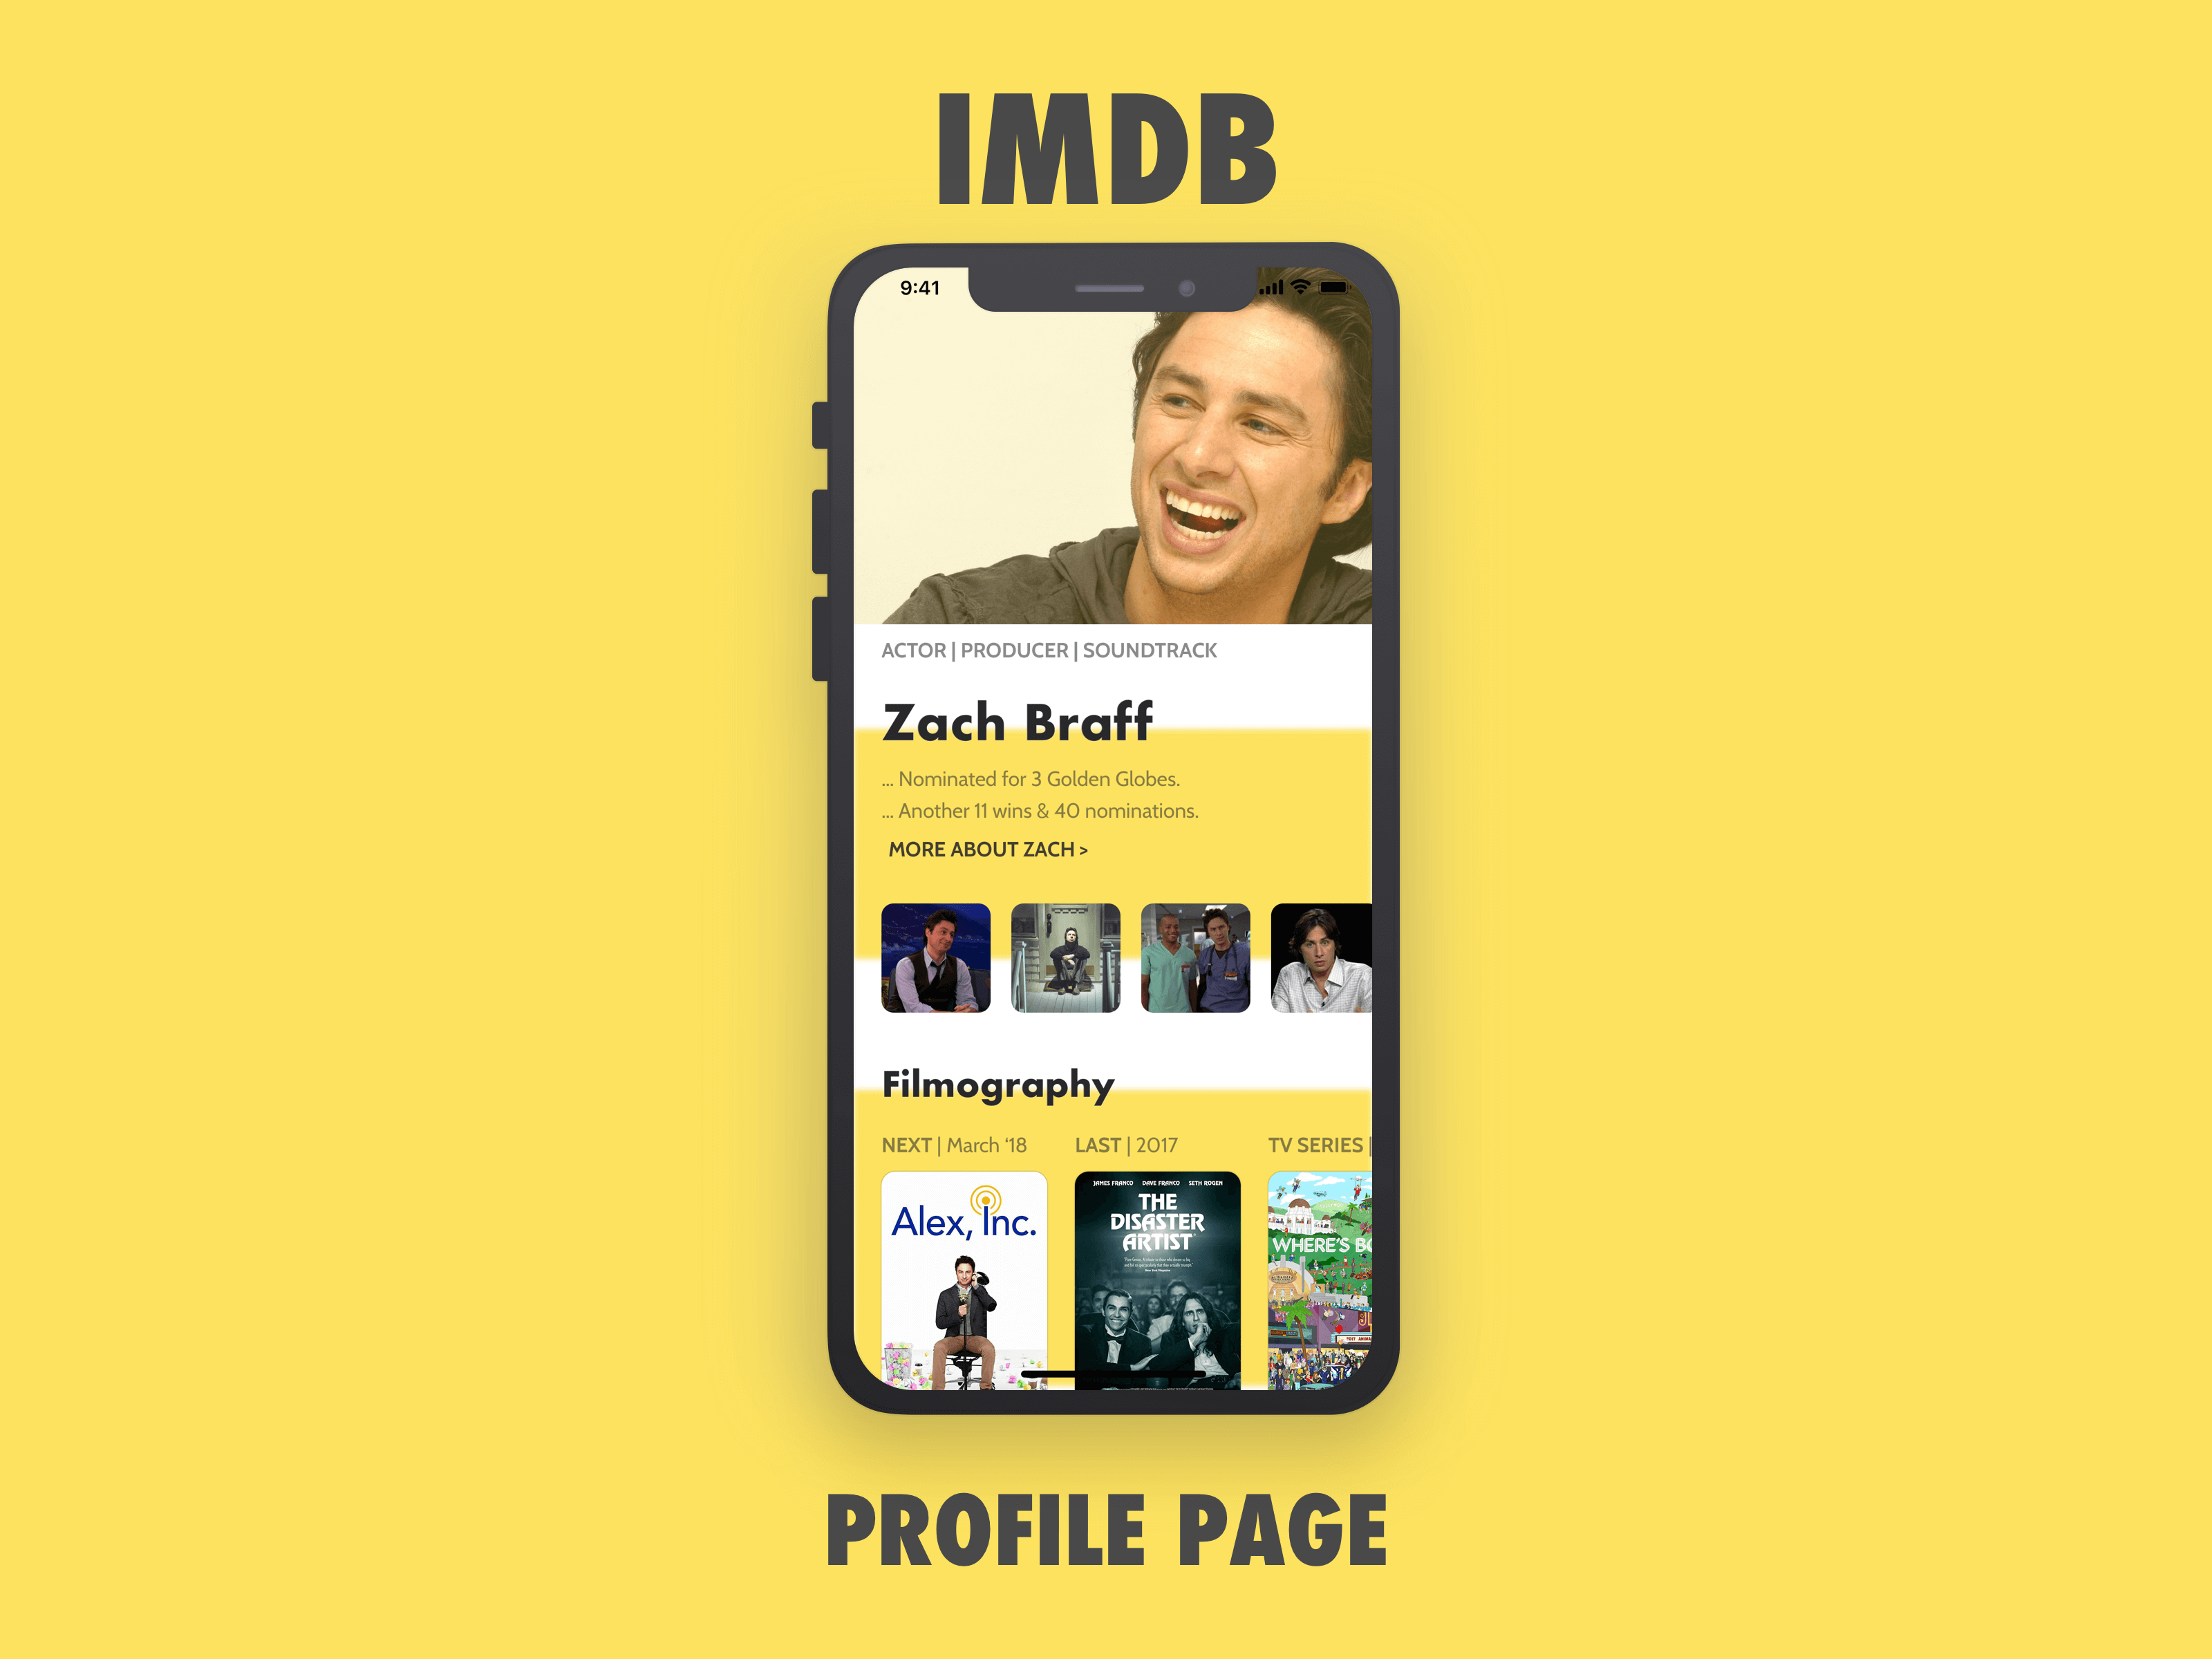 IMDB
9:41
ACTOR | PRODUCER | SOUNDTRACK
Zach Braff
... Nominated for 3 Golden Globes.
... Another 11 wins & 40 nominations.
MORE ABOUT ZACH >
Filmography
NEXT | March ‘18
LAST | 2017
TV SERIES |
Alex, Inc.
JAMES FRANCO DAVE FRANCO SETH ROGEN
THE
DISASTER
ARTIST
WHERE'S BO
PROFILE PAGE